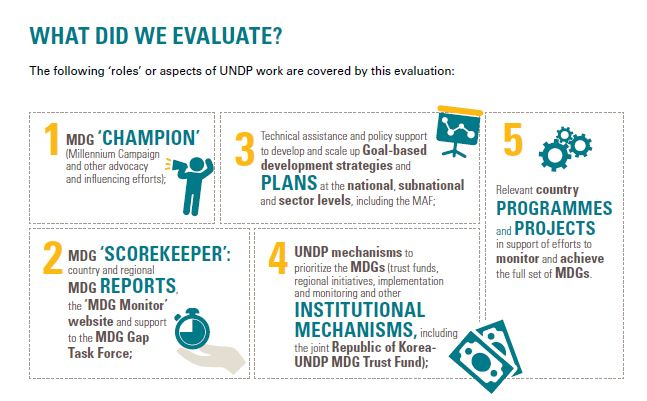 WHAT DID WE EVALUATE?
The following ‘roles’ or aspects of UNDP work are covered by this evaluation:
1
MDG ‘CHAMPION’
(Millennium Campaign
and other advocacy
and influencing efforts);
2
MDG ‘SCOREKEEPER’:
country and regional
MDG REPORTS,
the ‘MDG Monitor’
website and support
to the MDG Gap
Task Force;
3
Technical assistance and policy support
to develop and scale up Goal-based
development strategies and
PLANS at the national, subnational
and sector levels, including the MAF;
4
UNDP mechanisms to
prioritize the MDGs (trust funds,
regional initiatives, implementation
and monitoring and other
INSTITUTIONAL
MECHANISMS, including
the joint Republic of Korea-
UNDP MDG Trust Fund);
5
Relevant country
PROGRAMMES
and PROJECTS
in support of efforts to
monitor and achieve
the full set of MDGs.